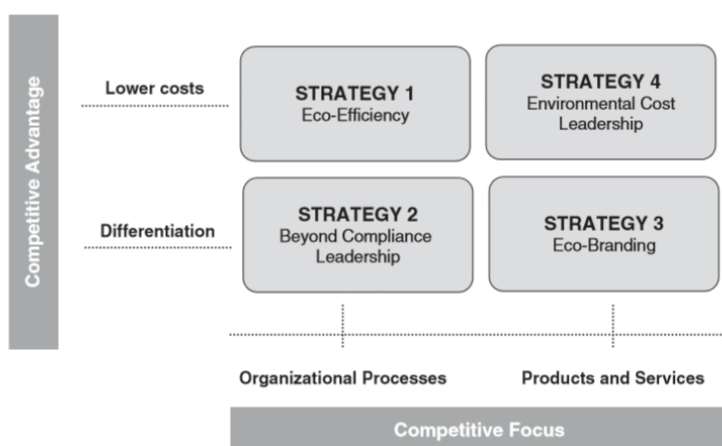 Competitive Advantage
Lower costs
STRATEGY 1
Eco-Efficiency
STRATEGY 4
Environmental Cost
Leadership
Differentiation
STRATEGY 2
Beyond Compliance
Leadership
STRATEGY 3
Eco-Branding
Organizational Processes
Products and Services
Competitive Focus